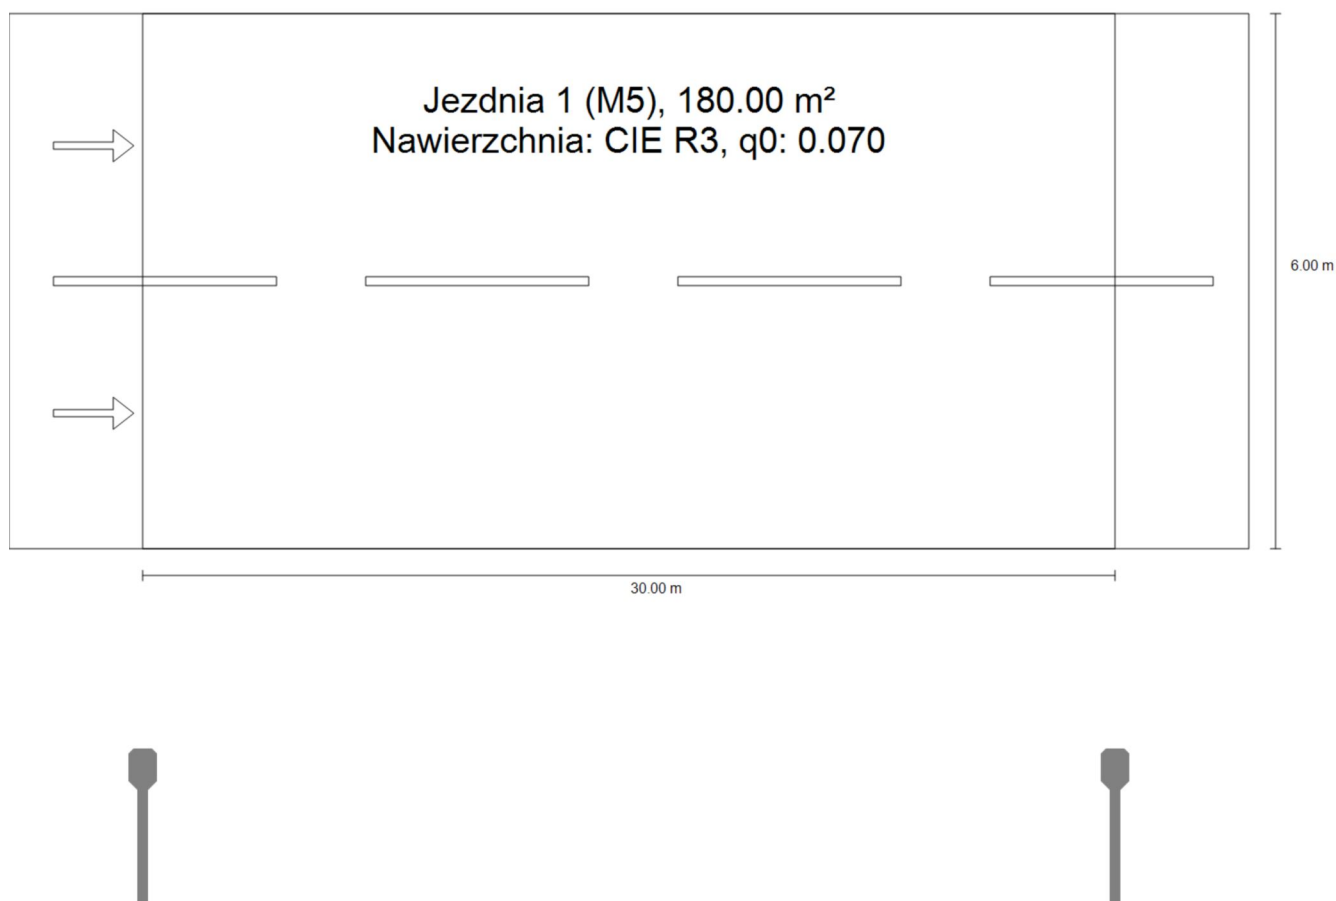 Jezdnia 1 (M5), 180.00 m²
Nawierzchnia: CIE R3, q0: 0.070
6.00 m
30.00 m